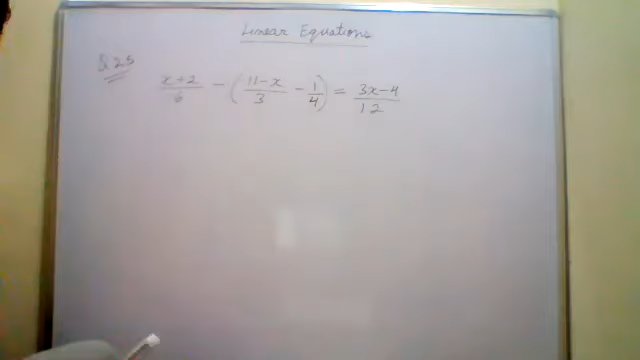 Linear Equations
Q 25
x+2/6 - (11-x/3 - 1/4) = 3x-4/12